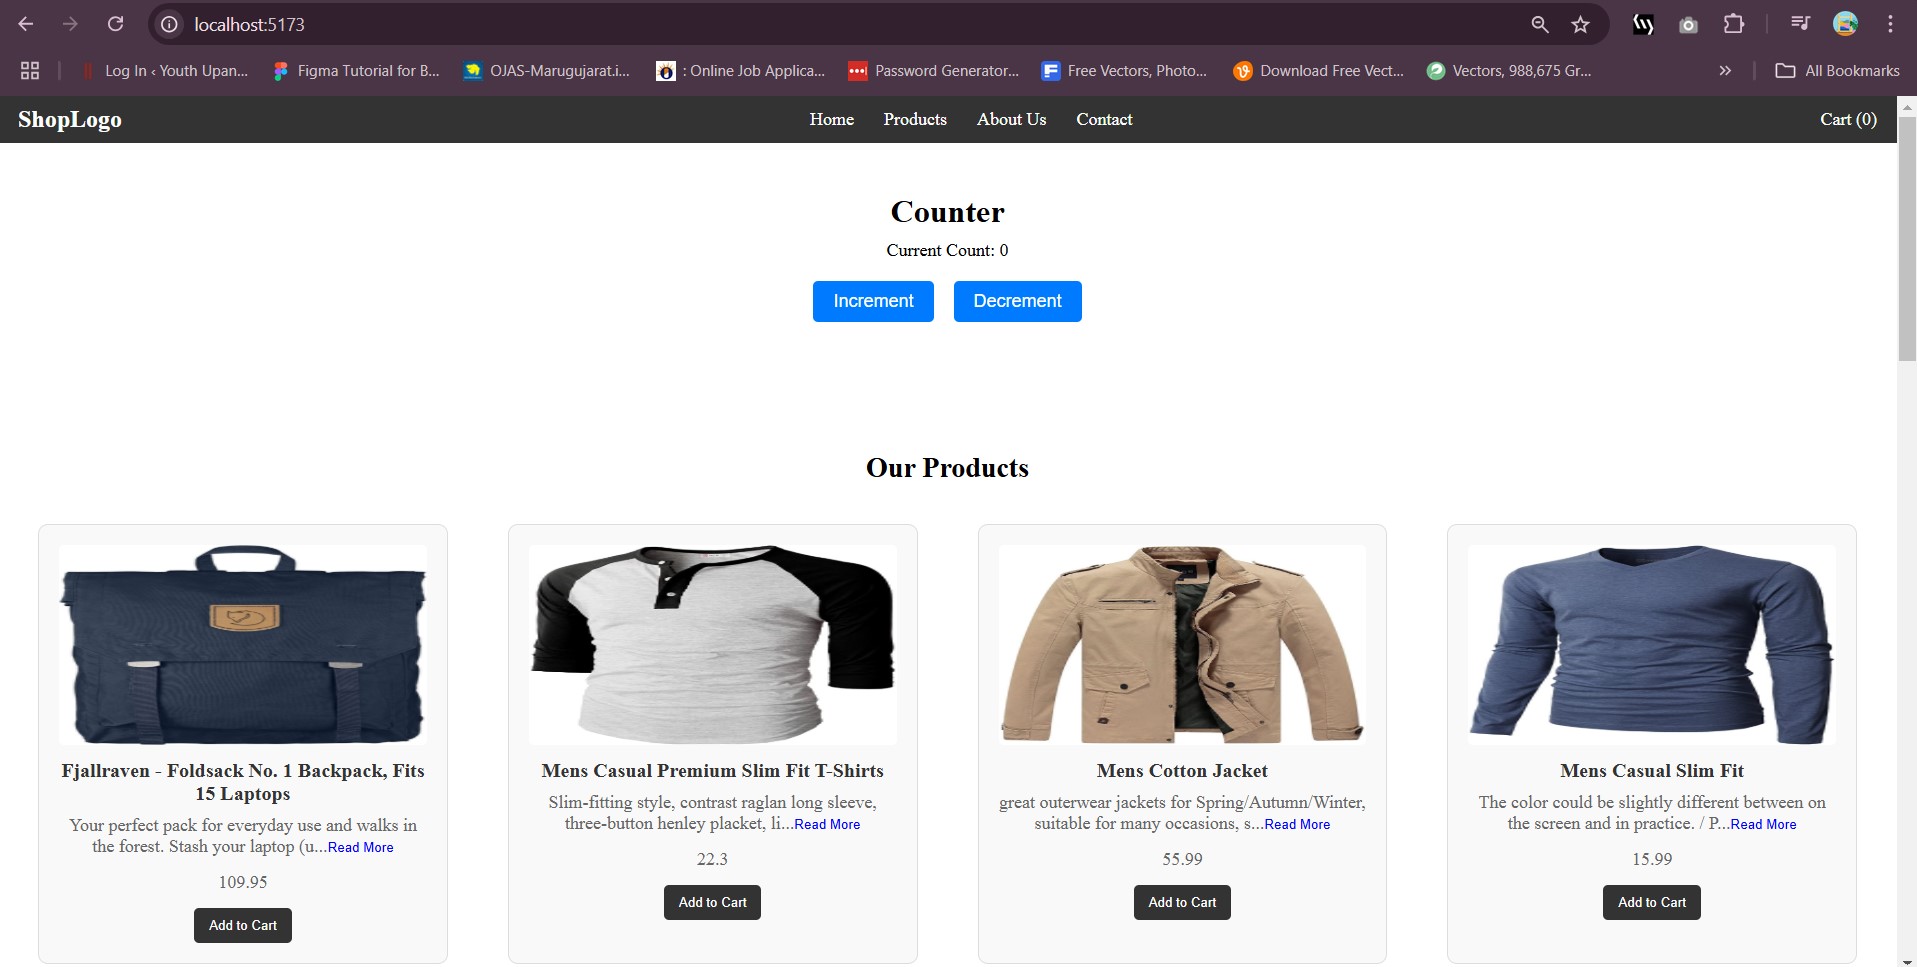 localhost:5173
Log In ‹ Youth Upan...
Figma Tutorial for B...
OJAS-Marugujarat.i...
: Online Job Applica...
Password Generator...
Free Vectors, Photo...
Download Free Vect...
Vectors, 988,675 Gr...
All Bookmarks
ShopLogo
Home
Products
About Us
Contact
Cart (0)
Counter
Current Count: 0
Increment
Decrement
Our Products
Fjallraven - Foldsack No. 1 Backpack, Fits
15 Laptops
Your perfect pack for everyday use and walks in
the forest. Stash your laptop (u...Read More
109.95
Add to Cart
Mens Casual Premium Slim Fit T-Shirts
Slim-fitting style, contrast raglan long sleeve,
three-button henley placket, li...Read More
22.3
Add to Cart
Mens Cotton Jacket
great outerwear jackets for Spring/Autumn/Winter,
suitable for many occasions, s...Read More
55.99
Add to Cart
Mens Casual Slim Fit
The color could be slightly different between on
the screen and in practice. / P...Read More
15.99
Add to Cart